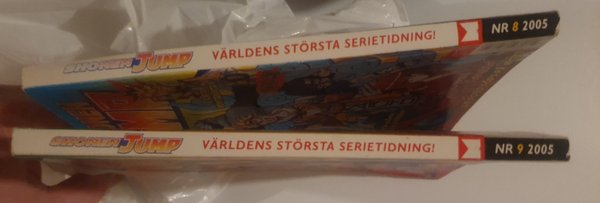 SHONEN JUMP VÄRLDENS STÖRSTA SERIETIDNING! NR 8 2005
SHONEN JUMP VÄRLDENS STÖRSTA SERIETIDNING! NR 9 2005